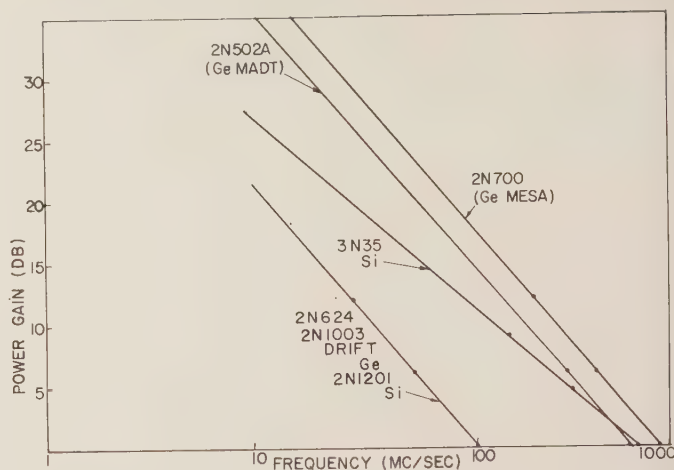 2N502A
(Ge MADT)
30
25
20
15
10
5
POWER GAIN (DB)
2N700
(Ge MESA)
3N35
Si
2N624
2N1003
DRIFT
Ge
2N1201
Si
1
10
100
1000
FREQUENCY (MC/SEC)